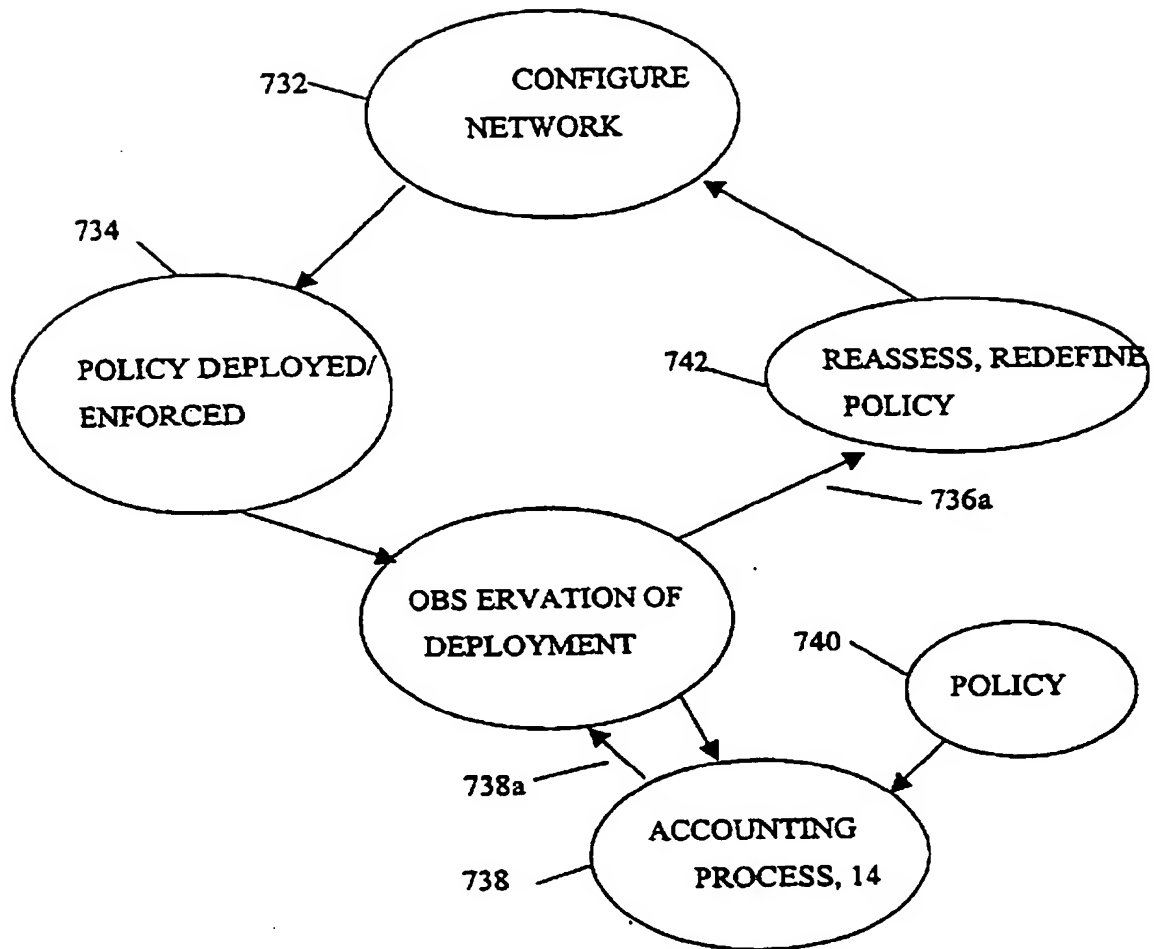 732
CONFIGURE
NETWORK
734
POLICY DEPLOYED/
ENFORCED
742
REASSESS, REDEFINE
POLICY
736a
OBS ERVATION OF
DEPLOYMENT
740
POLICY
738a
ACCOUNTING
PROCESS, 14
738